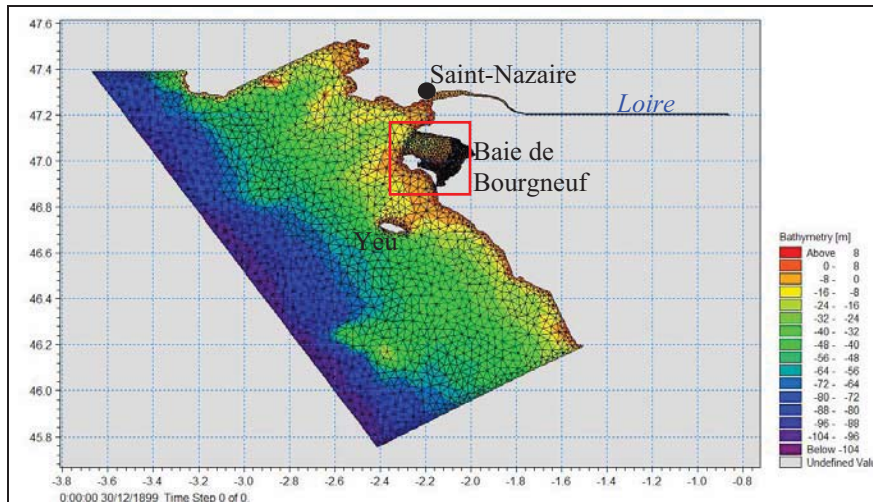 47.6
47.4
47.2
47.0
46.8
46.6
46.4
46.2
46.0
45.8
Saint-Nazaire
Loire
Baie de
Bourgneuf
Yeu
-3.8 -3.6 -3.4 -3.2 -3.0 -2.8 -2.6 -2.4 -2.2 -2.0 -1.8 -1.6 -1.4 -1.2 -1.0 -0.8
0:00:00 30/12/1899 Time Step 0 of 0.
Bathymetry [m]
Above 8
0 - 8
-8 - 0
-16 - -8
-24 - -16
-32 - -24
-40 - -32
-48 - -40
-56 - -48
-64 - -56
-72 - -64
-80 - -72
-88 - -80
-96 - -88
-104 - -96
Below -104
Undefined Valu